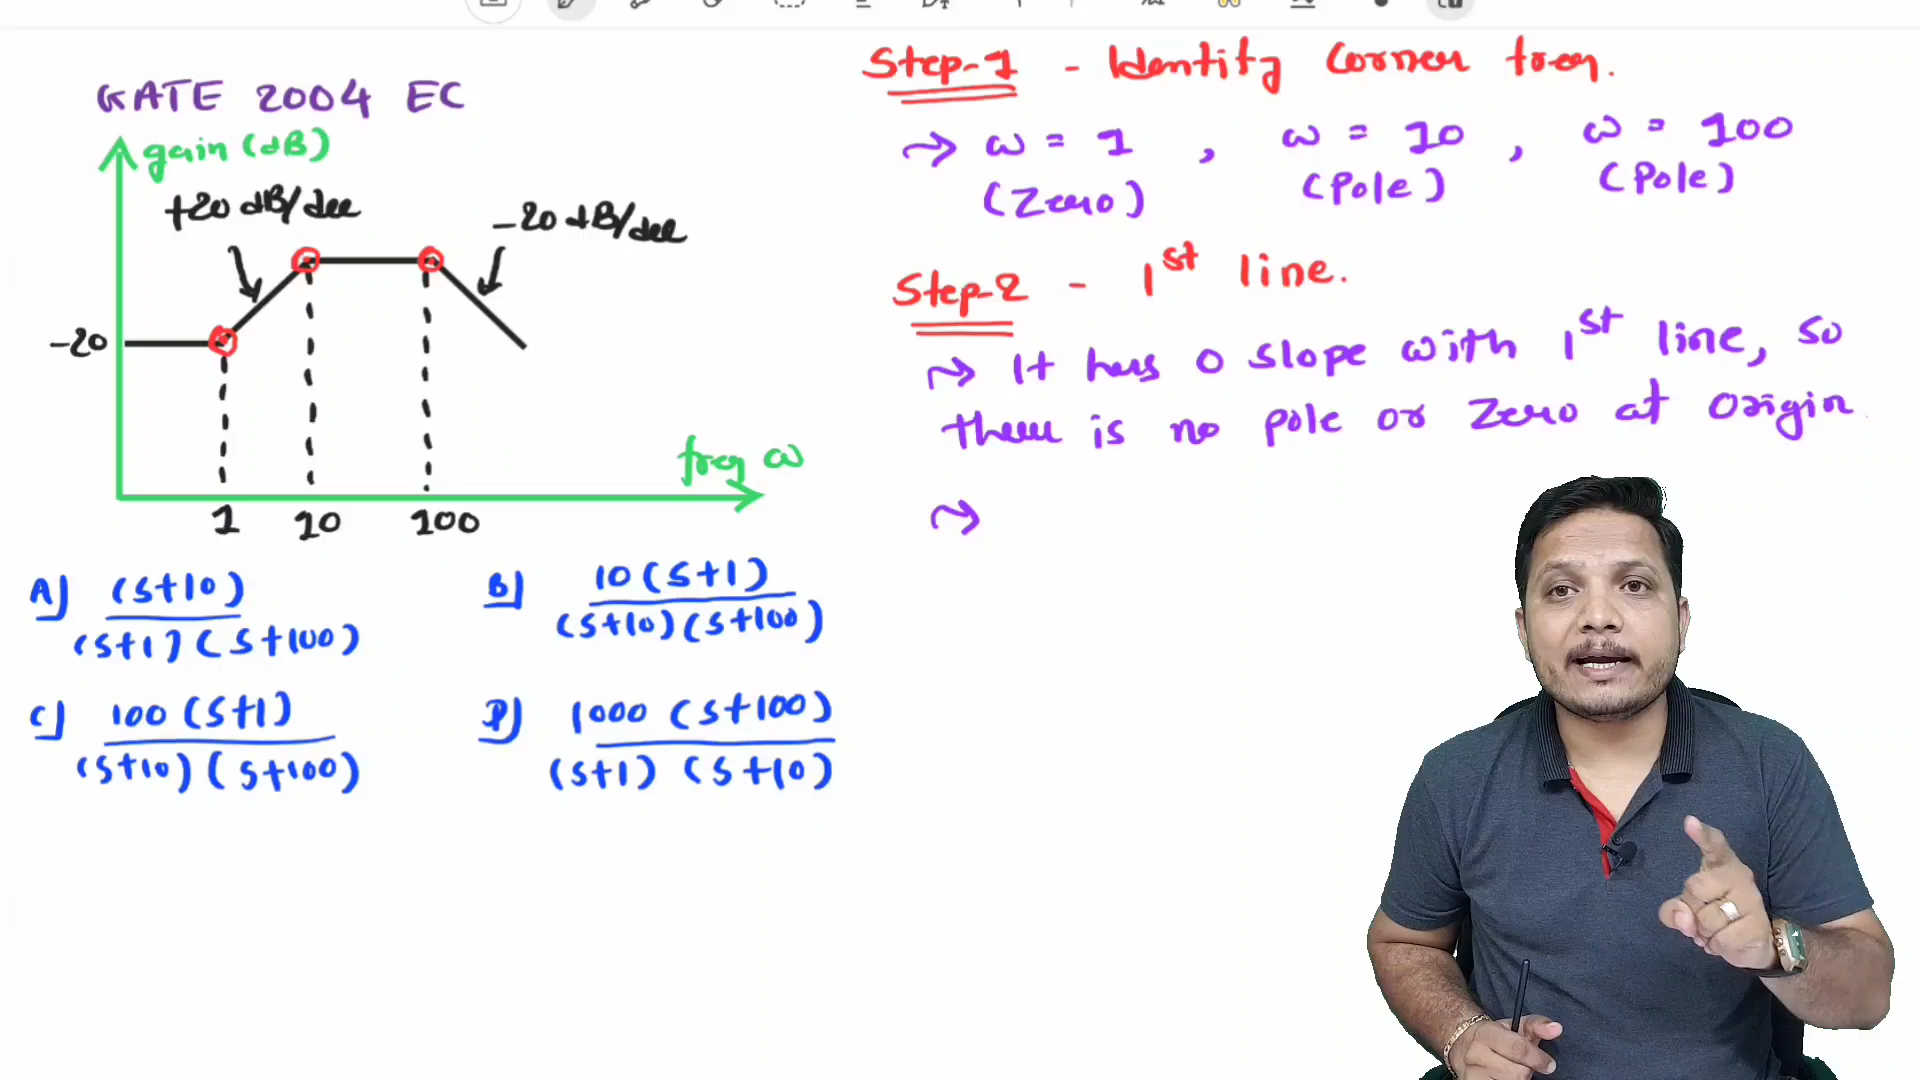 GATE 2004 EC
gain (dB)
+20 dB/dec
-20 dB/dec
-20
freq ω
1 10 100
A) (s+10)
(s+1) (s+100)
B) 10 (s+1)
(s+10) (s+100)
C) 100 (s+1)
(s+10) (s+100)
D) 1000 (s+100)
(s+1) (s+10)
Step-1 - Identity Corner freq.
→ ω = 1 , ω = 10 , ω = 100
(Zero) (Pole) (Pole)
Step-2 - 1st line.
→ It has 0 slope with 1st line, so
there is no pole or zero at origin.
→